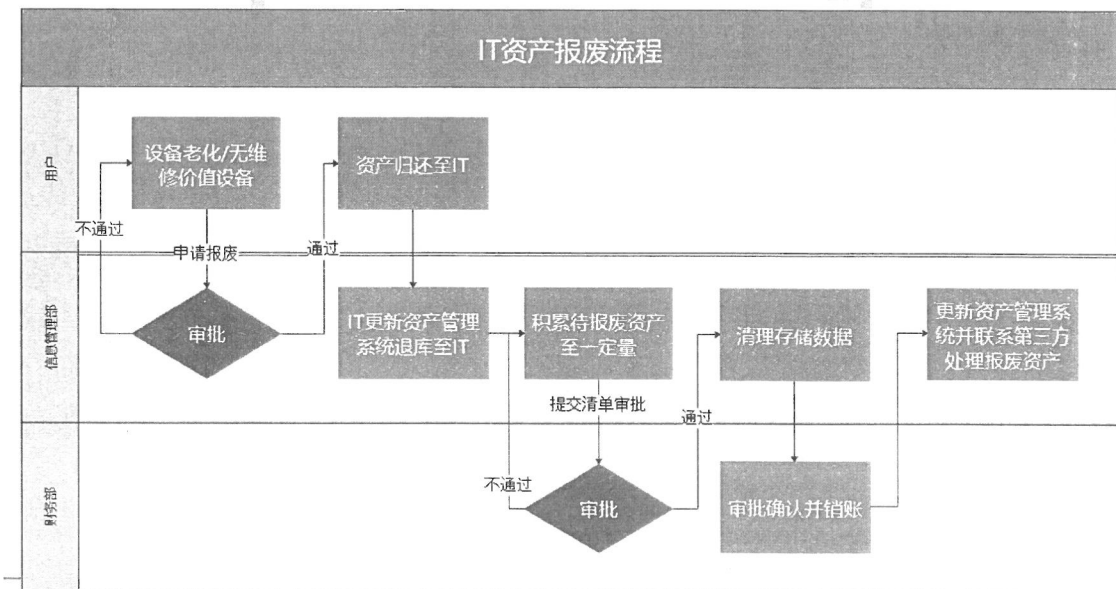 IT资产报废流程
用户
设备老化/无维
修价值设备
资产归还至IT
不通过
申请报废
通过
信息管理部
审批
IT更新资产管理
系统退库至IT
积累待报废资产
至一定量
清理存储数据
更新资产管理系
统并联系第三方
处理报废资产
提交清单审批
通过
财务部
不通过
审批
审批确认并销账